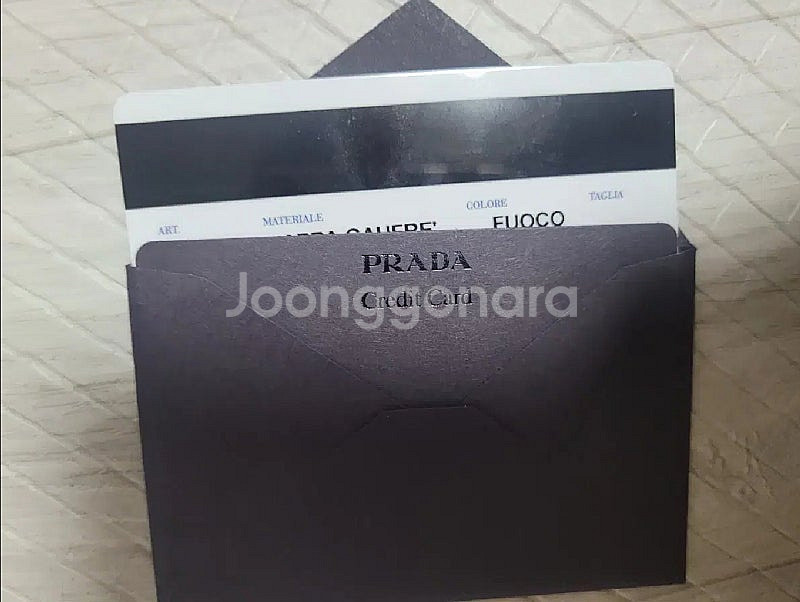 ART.
MATERIALE
COLORE
TAGLIA
FUOCO
PRADA
Credit Card
Joonggonara